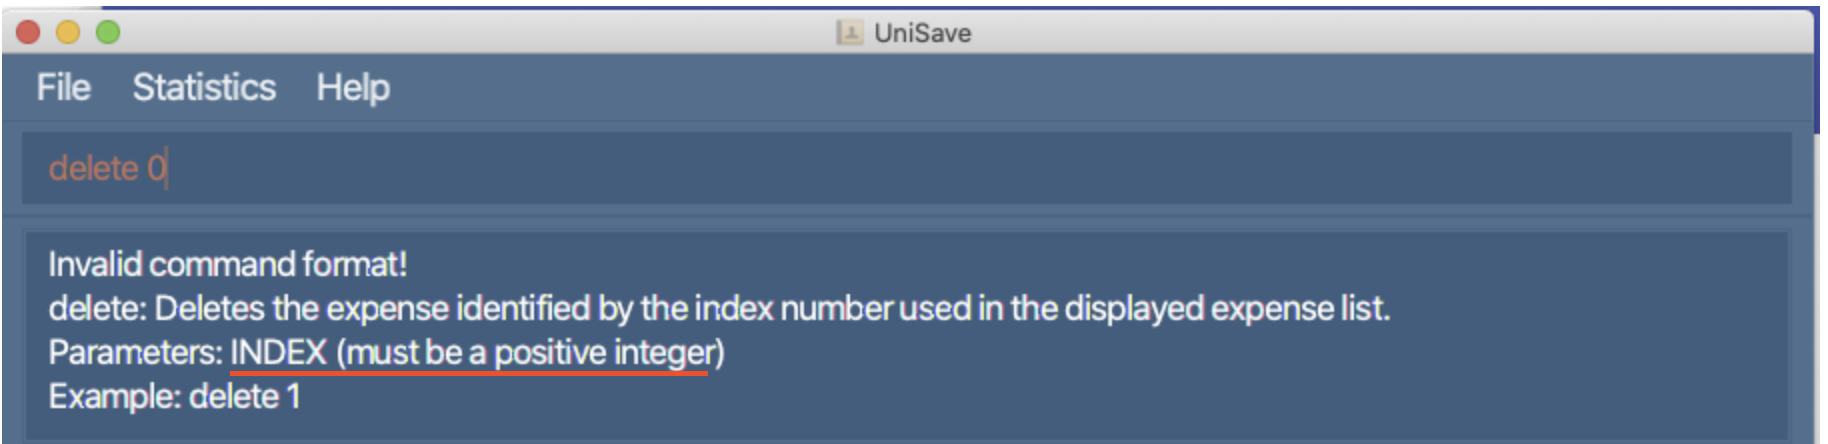 UniSave
File Statistics Help
delete 0
Invalid command format!
delete: Deletes the expense identified by the index number used in the displayed expense list.
Parameters: INDEX (must be a positive integer)
Example: delete 1